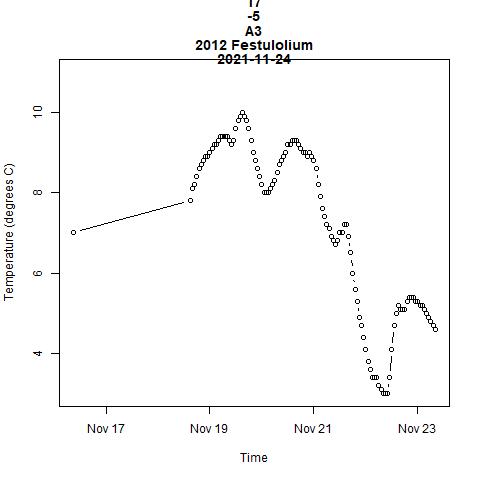 17
-5
A3
2012 Festulolium
2021-11-24
Temperature (degrees C)
10
8
6
4
Nov 17
Nov 19
Nov 21
Nov 23
Time